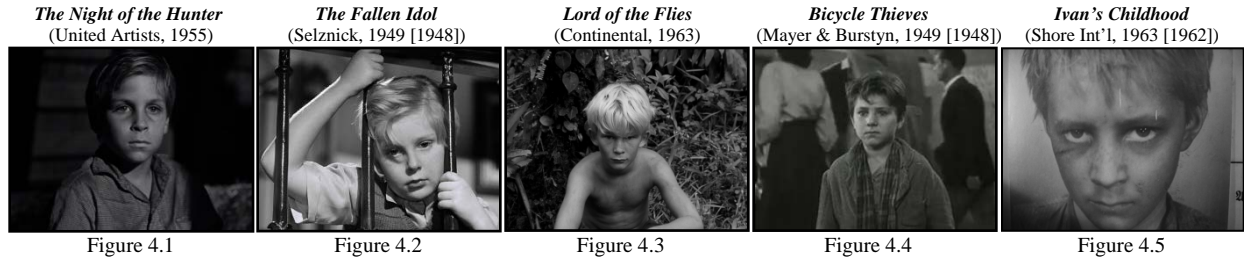 The Night of the Hunter
(United Artists, 1955)
Figure 4.1
The Fallen Idol
(Selznick, 1949 [1948])
Figure 4.2
Lord of the Flies
(Continental, 1963)
Figure 4.3
Bicycle Thieves
(Mayer & Burstyn, 1949 [1948])
Figure 4.4
Ivan’s Childhood
(Shore Int’l, 1963 [1962])
Figure 4.5